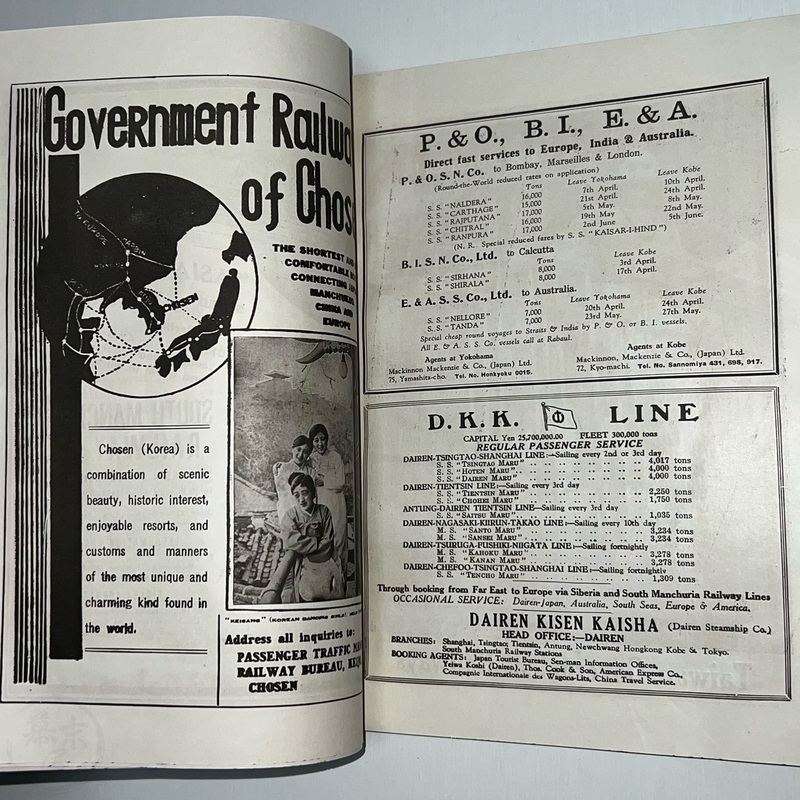 Government Railwa
of Chos
THE SHORTEST AND
COMFORTABLE
CONNECTING
MANCHUKUO
CHINA AND
EUROPE
CHOSEN
Chosen (Korea) is a
combination of scenic
beauty, historic interest,
enjoyable resorts, and
customs and manners
of the most unique and
charming kind found in
the world.
"KEISANG" (KOREAN DANCING GIRLS)
Address all inquiries to:
PASSENGER TRAFFIC
RAILWAY BUREAU,
CHOSEN
P. & O., B. I., E. & A.
Direct fast services to Europe, India & Australia.
P. & O. S. N. Co. to Bombay, Marseilles & London.
(Round-the-World reduced rates on application)
Tons Leave Yokohama Leave Kobe
S. S. "NALDERA" 16,000 7th April. 10th April.
S. S. "CARTHAGE" 15,000 21st April. 24th April.
S. S. "RAJPUTANA" 17,000 5th May. 8th May.
S. S. "CHITRAL" 16,000 19th May 22nd May.
S. S. "RANPURA" 17,000 2nd June 5th June.
(N. R. Special reduced fares by S. S. "KAISAR-I-HIND")
B. I. S. N. Co., Ltd. to Calcutta
Tons Leave Kobe
S. S. "SIRHANA" 8,000 3rd April.
S. S. "SHIRALA" 8,000 17th April.
E. & A. S. S. Co., Ltd. to Australia.
Tons Leave Yokohama Leave Kobe
S. S. "NELLORE" 7,000 20th April. 24th April.
S. S. "TANDA" 7,000 23rd May. 27th May.
Special cheap round voyages to Straits & India by P. & O. or B. I. vessels.
All E. & A. S. S. Co. vessels call at Rabaul.
Agents at Yokohama Agents at Kobe
Mackinnon Mackenzie & Co., (Japan) Ltd. Mackinnon, Mackenzie & Co., (Japan) Ltd.
75, Yamashita-cho. Tel. No. Honkyoku 0015. 72, Kyo-machi. Tel. No. Sannomiya 431, 698, 917.
D. K. K. LINE
CAPITAL Yen 25,700,000.00 FLEET 300,000 tons
REGULAR PASSENGER SERVICE
DAIREN-TSINGTAO-SHANGHAI LINE:—Sailing every 2nd or 3rd day
S. S. "TSINGTAO MARU" .. .. .. .. .. .. 4,017 tons
S. S. "HOTEN MARU" .. .. .. .. .. .. 4,000 tons
S. S. "DAIREN MARU" .. .. .. .. .. .. 4,000 tons
DAIREN-TIENTSIN LINE:—Sailing every 3rd day
S. S. "TIENTSIN MARU" .. .. .. .. .. .. 2,250 tons
S. S. "CHOHEI MARU" .. .. .. .. .. .. 1,750 tons
ANTUNG-DAIREN TIENTSIN LINE—Sailing every 3rd day
S. S. "SAITSU MARU" .. .. .. .. .. .. 1,035 tons
DAIREN-NAGASAKI-KIIRUN-TAKAO LINE:—Sailing every 10th day
M. S. "SANTO MARU" .. .. .. .. .. .. 3,234 tons
M. S. "SANSEI MARU" .. .. .. .. .. .. 3,234 tons
DAIREN-TSURUGA-FUSHIKI-NIIGATA LINE:—Sailing fortnightly
M. S. "KAHOKU MARU" .. .. .. .. .. .. 3,278 tons
M. S. "KANAN MARU" .. .. .. .. .. .. 3,278 tons
DAIREN-CHEFOO-TSINGTAO-SHANGHAI LINE:—Sailing fortnightly
S. S. "TENCHO MARU" .. .. .. .. .. .. 1,309 tons
Through booking from Far East to Europe via Siberia and South Manchuria Railway Lines
OCCASIONAL SERVICE: Dairen-Japan, Australia, South Seas, Europe & America.
DAIREN KISEN KAISHA (Dairen Steamship Co.)
HEAD OFFICE:—DAIREN
BRANCHES: Shanghai, Tsingtao, Tientsin, Antung, Newchwang Hongkong Kobe & Tokyo.
South Manchuria Railway Stations
BOOKING AGENTS: Japan Tourist Bureau, Sen-man Information Offices,
Yeiwa Koshi (Dairen), Thos. Cook & Son, American Express Co.,
Compagnie Internationale des Wagons-Lits, China Travel Service.